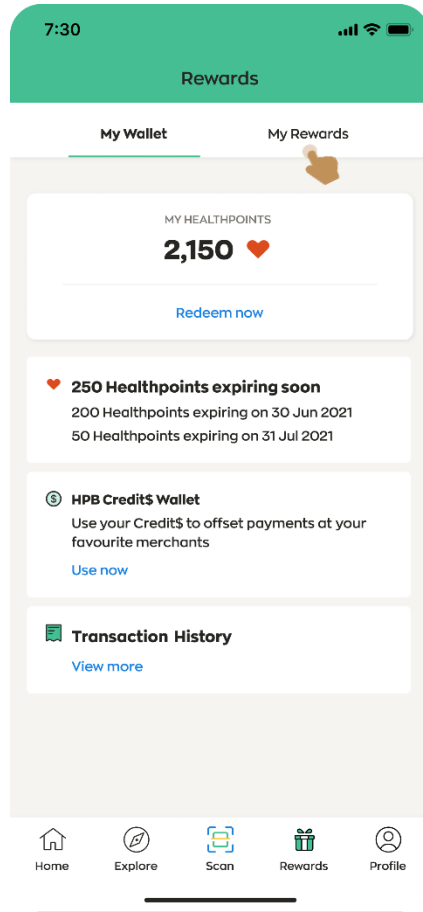 7:30
Rewards
My Wallet My Rewards
MY HEALTHPOINTS
2,150
Redeem now
250 Healthpoints expiring soon
200 Healthpoints expiring on 30 Jun 2021
50 Healthpoints expiring on 31 Jul 2021
HPB Credit$ Wallet
Use your Credit$ to offset payments at your
favourite merchants
Use now
Transaction History
View more
Home Explore Scan Rewards Profile